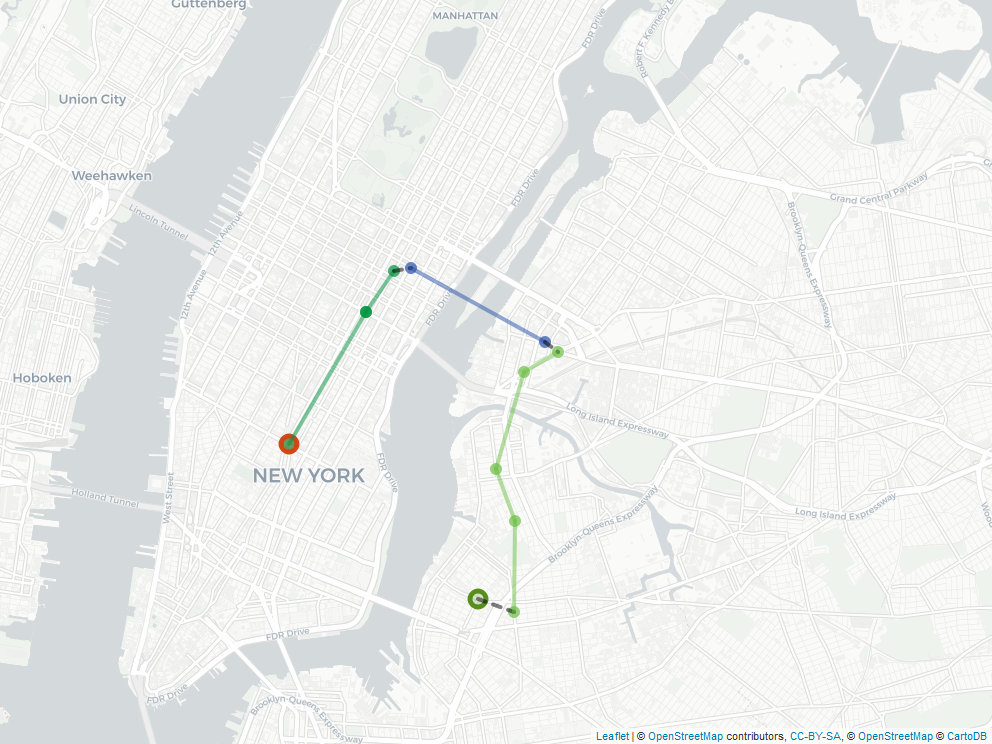 Guttenberg
MANHATTAN
FDR Drive
Robert F. Kennedy B
Union City
Weehawken
Lincoln Tunnel
12th Avenue
FDR Drive
Grand Central Parkway
Brooklyn-Queens Expressway
12th Avenue
FDR Drive
Hoboken
Long Island Expressway
NEW YORK
FDR Drive
West Street
Holland Tunnel
Long Island Expressway
Brooklyn-Queens Expressway
FDR Drive
FDR Drive
Brooklyn-Queens Expressway
Leaflet | © OpenStreetMap contributors, CC-BY-SA, © OpenStreetMap © CartoDB